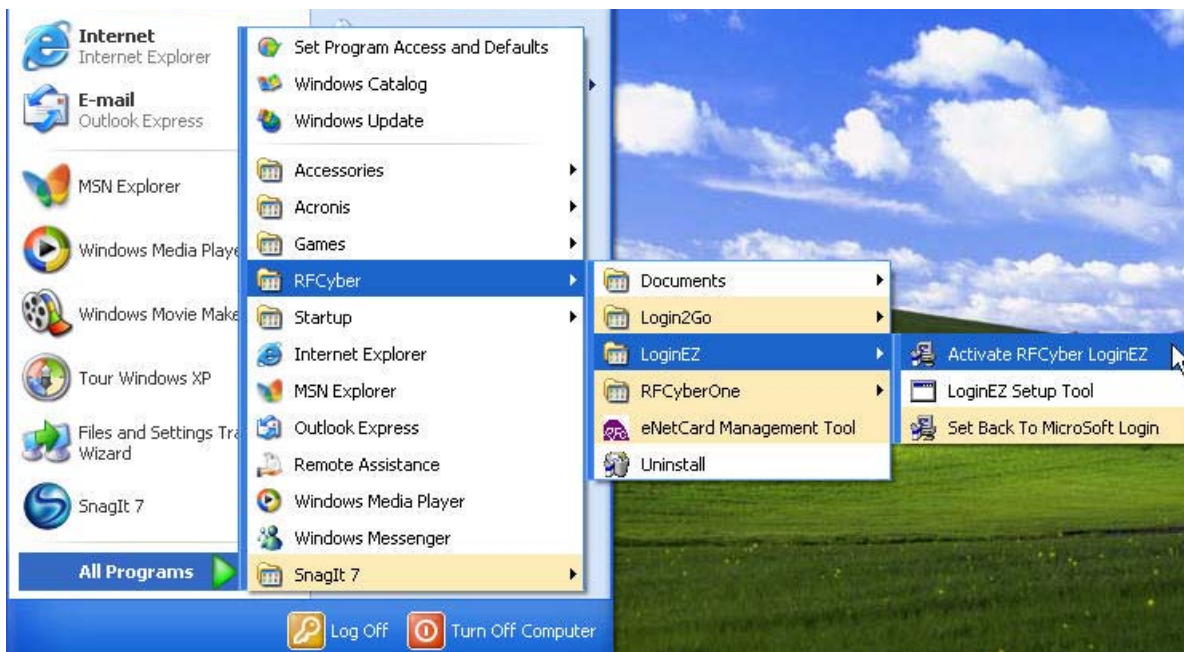 Internet
Internet Explorer
E-mail
Outlook Express
MSN Explorer
Windows Media Playe
Windows Movie Make
Tour Windows XP
Files and Settings Tra
Wizard
SnagIt 7
All Programs
Set Program Access and Defaults
Windows Catalog
Windows Update
Accessories
Acronis
Games
RFCyber
Startup
Internet Explorer
MSN Explorer
Outlook Express
Remote Assistance
Windows Media Player
Windows Messenger
SnagIt 7
Documents
Login2Go
LoginEZ
RFCyberOne
eNetCard Management Tool
Uninstall
Activate RFCyber LoginEZ
LoginEZ Setup Tool
Set Back To MicroSoft Login
Log Off
Turn Off Computer